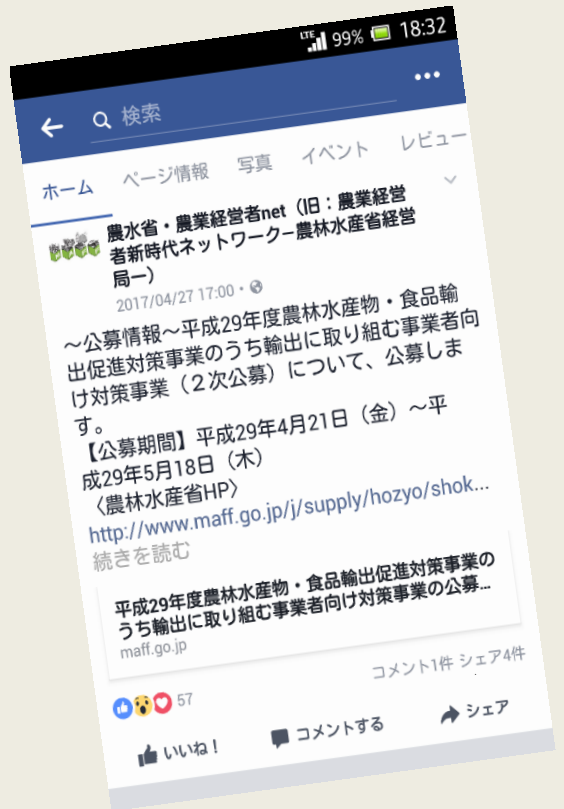 LTE 99% 18:32
検索
ホーム ページ情報 写真 イベント レビュー
農水省・農業経営者net（旧：農業経営
者新時代ネットワークー農林水産省経営
局ー）
2017/04/27 17:00・
～公募情報～平成29年度農林水産物・食品輸
出促進対策事業のうち輸出に取り組む事業者向
け対策事業（２次公募）について、公募しま
す。
【公募期間】平成29年4月21日（金）～平
成29年5月18日（木）
〈農林水産省HP〉
http://www.maff.go.jp/j/supply/hozyo/shok...
続きを読む
平成29年度農林水産物・食品輸出促進対策事業の
うち輸出に取り組む事業者向け対策事業の公募...
maff.go.jp
57 コメント1件 シェア4件
いいね！ コメントする シェア